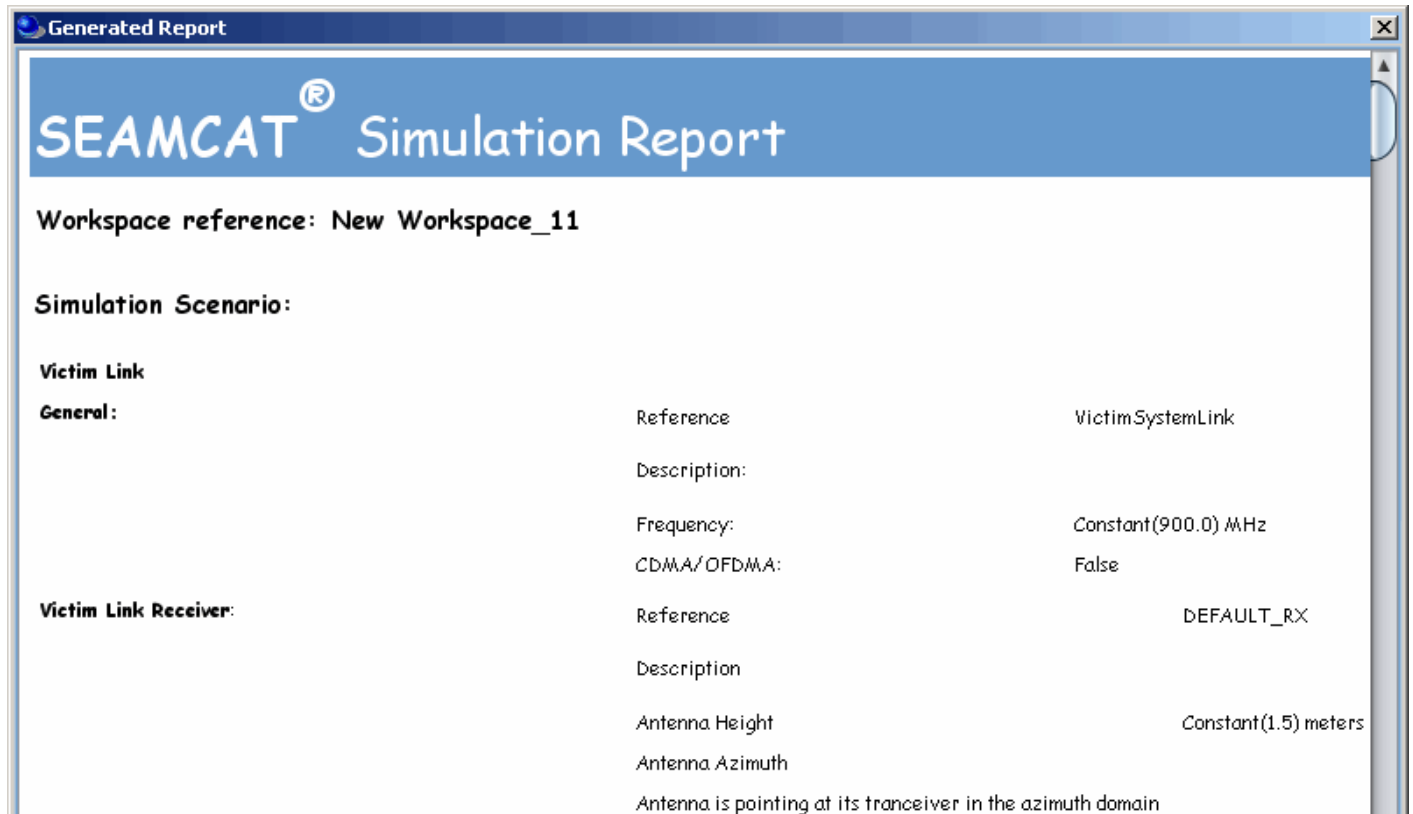 Generated Report
SEAMCAT® Simulation Report
Workspace reference: New Workspace_11
Simulation Scenario:
Victim Link
General: Reference VictimSystemLink
Description:
Frequency: Constant(900.0) MHz
CDMA/OFDMA: False
Victim Link Receiver: Reference DEFAULT_RX
Description
Antenna Height Constant(1.5) meters
Antenna Azimuth
Antenna is pointing at its tranceiver in the azimuth domain